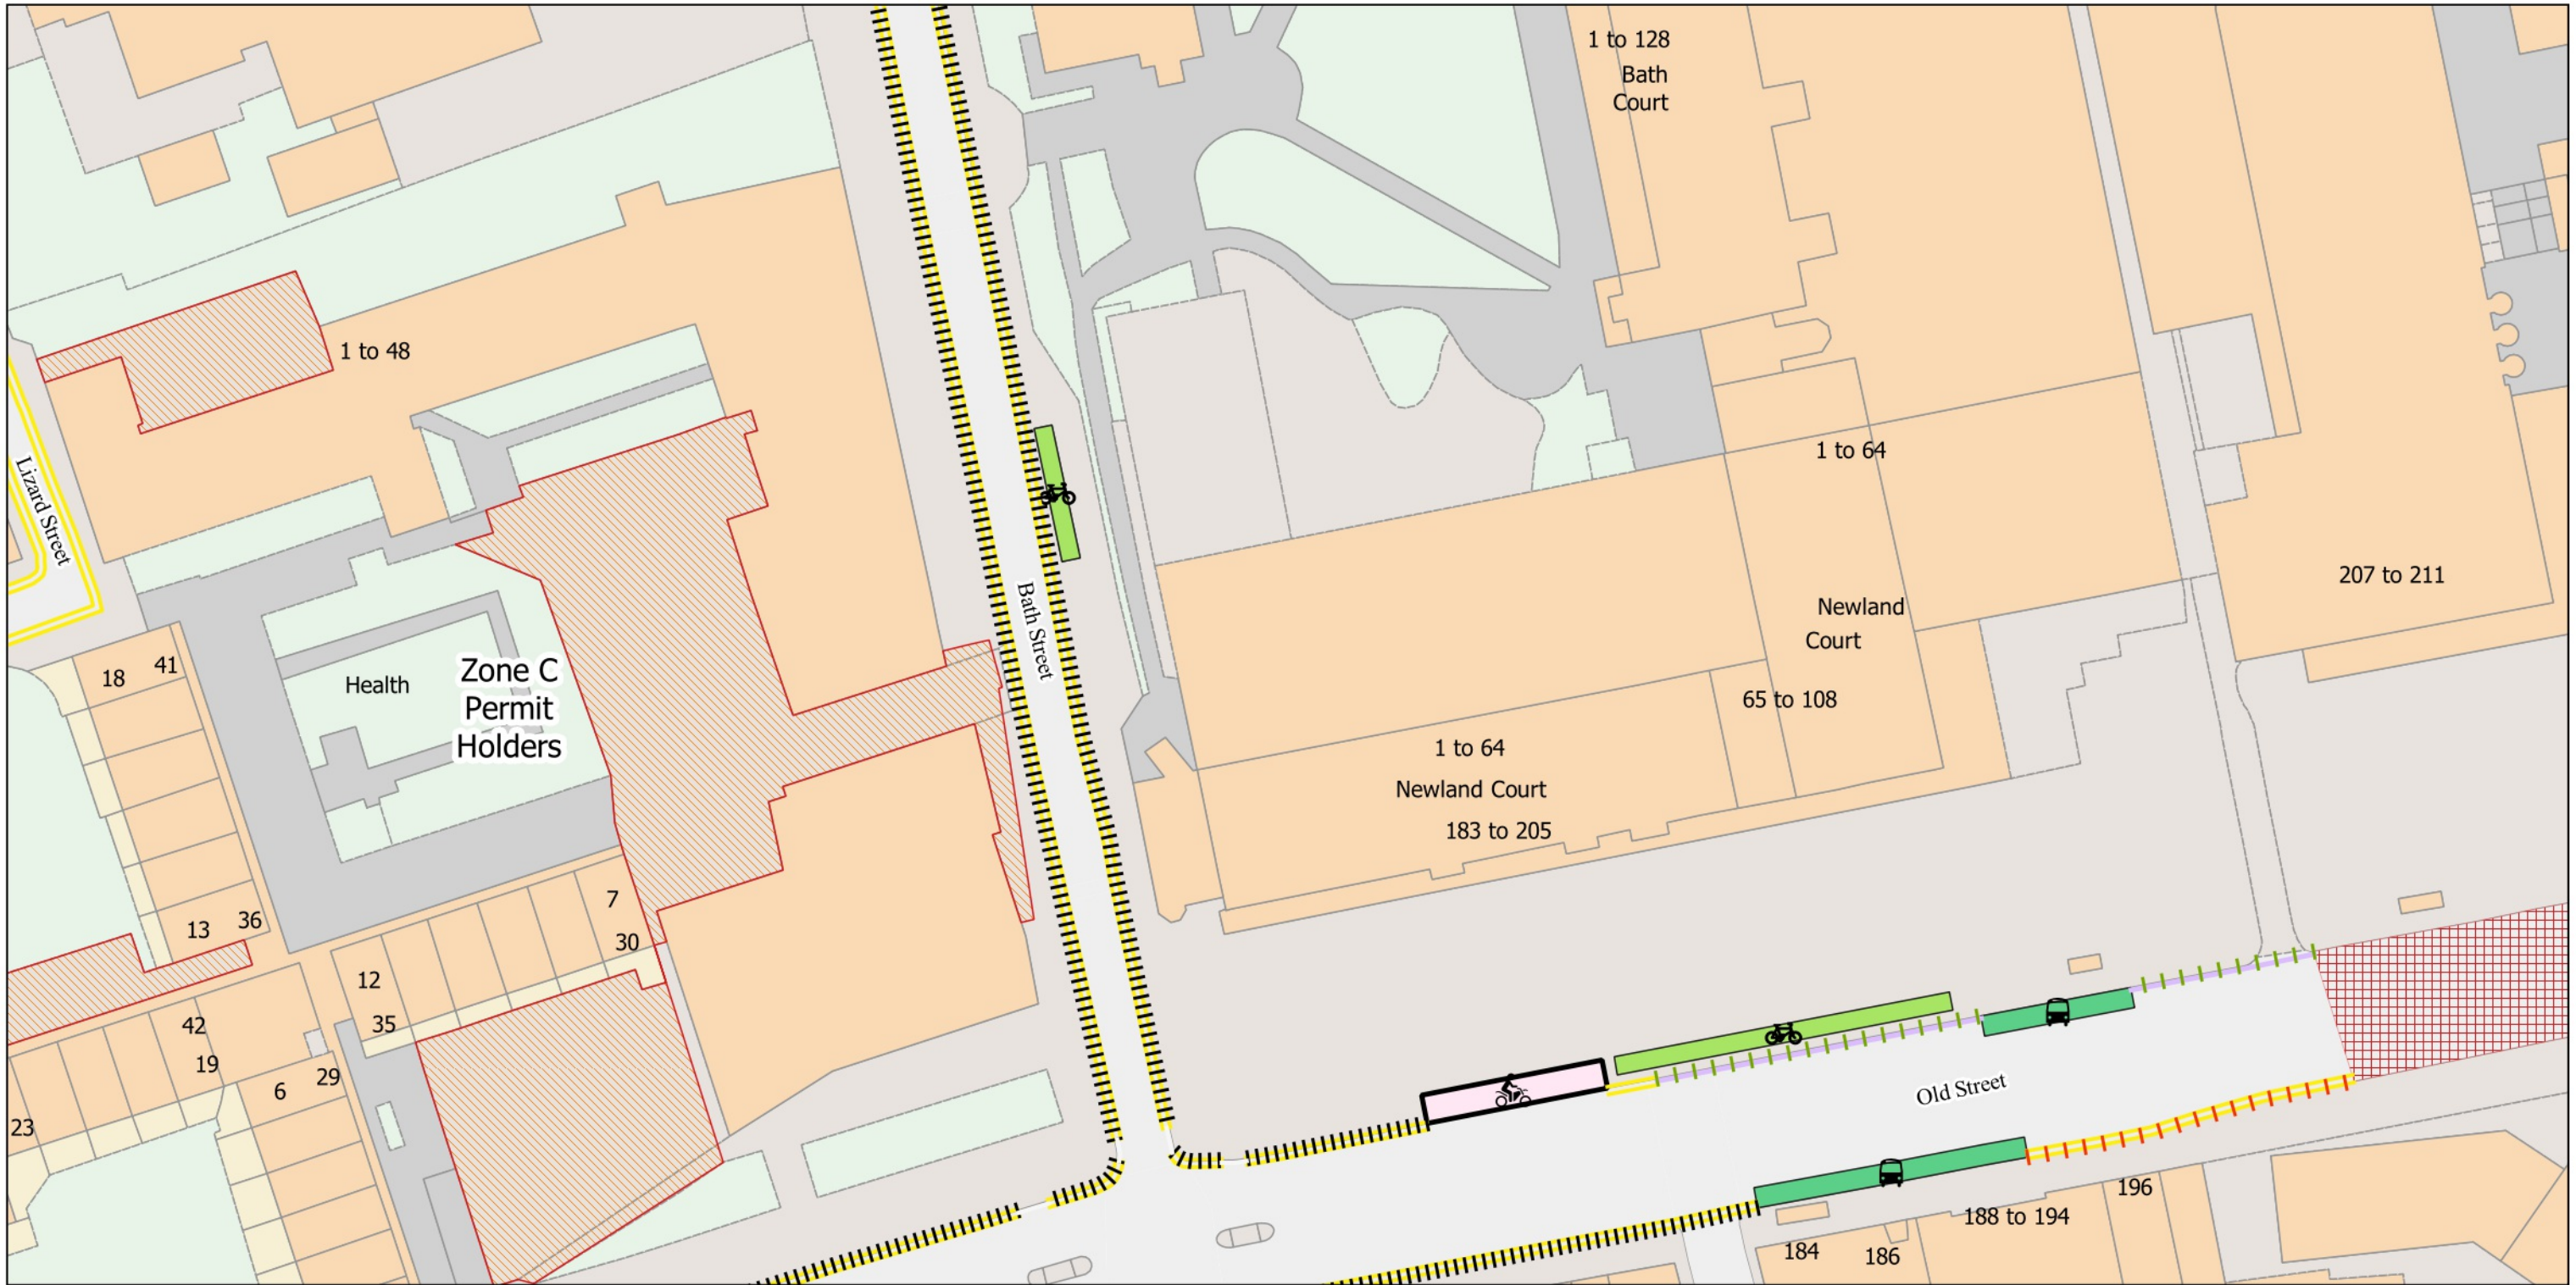 1 to 128
Bath
Court
1 to 48
1 to 64
Lizard Street
207 to 211
Bath Street
Newland
Court
18
41
Health
Zone C
Permit
Holders
65 to 108
1 to 64
Newland Court
183 to 205
7
13
36
30
12
35
42
19
6
29
23
Old Street
196
188 to 194
184
186